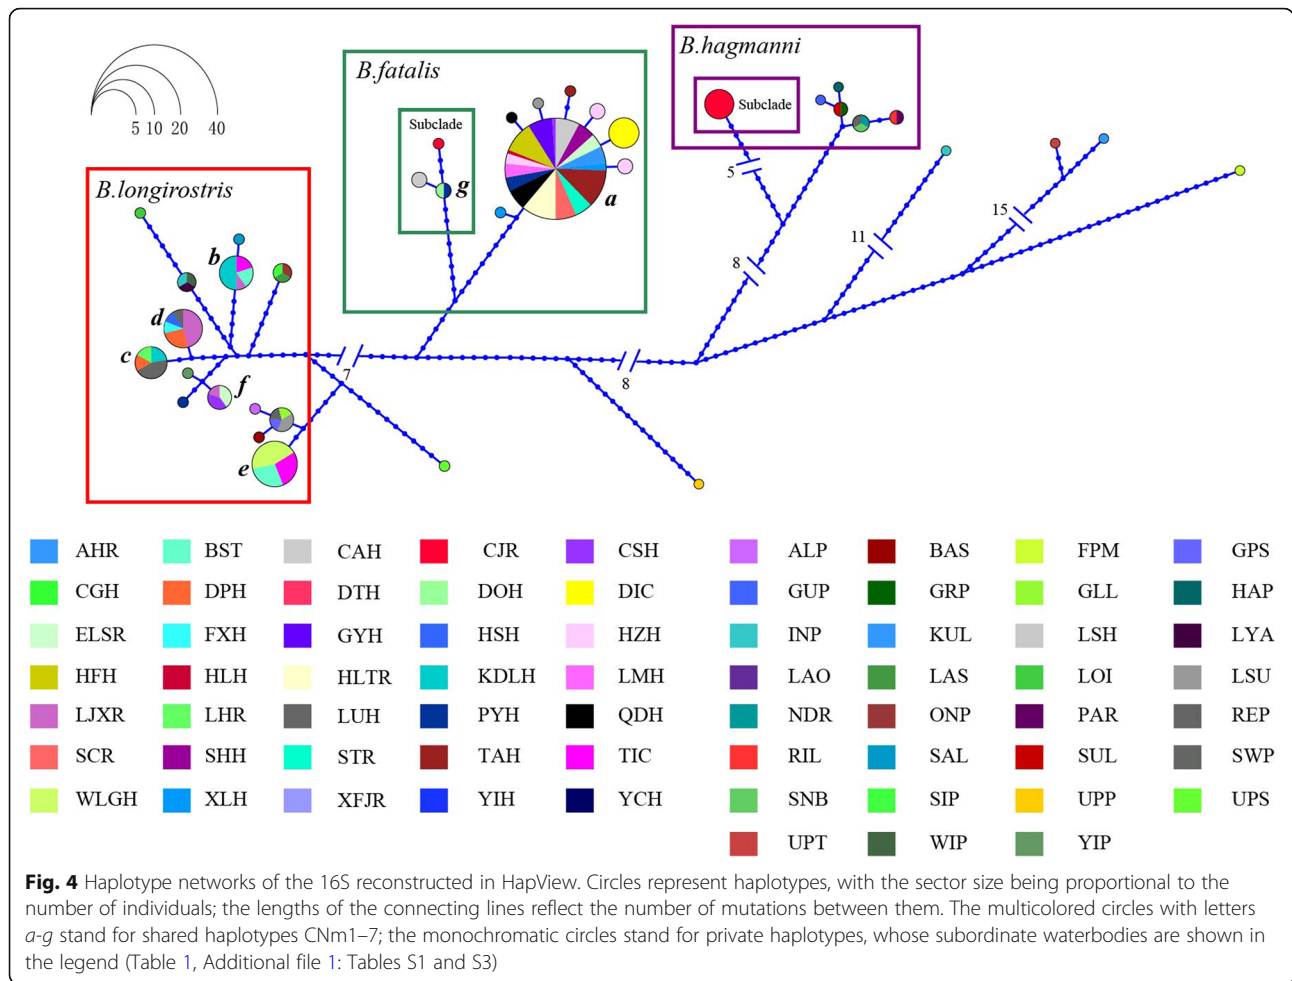 B.hagmanni
B.fatalis
Subclade
Subclade
5 10 20 40
g
a
5
B.longirostris
15
11
b
8
d
c
7
8
f
e
AHR BST CAH CJR CSH ALP BAS FPM GPS
CGH DPH DTH DOH DIC GUP GRP GLL HAP
ELSR FXH GYH HSH HZH INP KUL LSH LYA
HFH HLH HLTR KDLH LMH LAO LAS LOI LSU
LJXR LHR LUH PYH QDH NDR ONP PAR REP
SCR SHH STR TAH TIC RIL SAL SUL SWP
WLGH XLH XFJR YIH YCH SNB SIP UPP UPS
UPT WIP YIP
Fig. 4 Haplotype networks of the 16S reconstructed in HapView. Circles represent haplotypes, with the sector size being proportional to the
number of individuals; the lengths of the connecting lines reflect the number of mutations between them. The multicolored circles with letters
a-g stand for shared haplotypes CNm1–7; the monochromatic circles stand for private haplotypes, whose subordinate waterbodies are shown in
the legend (Table 1, Additional file 1: Tables S1 and S3)